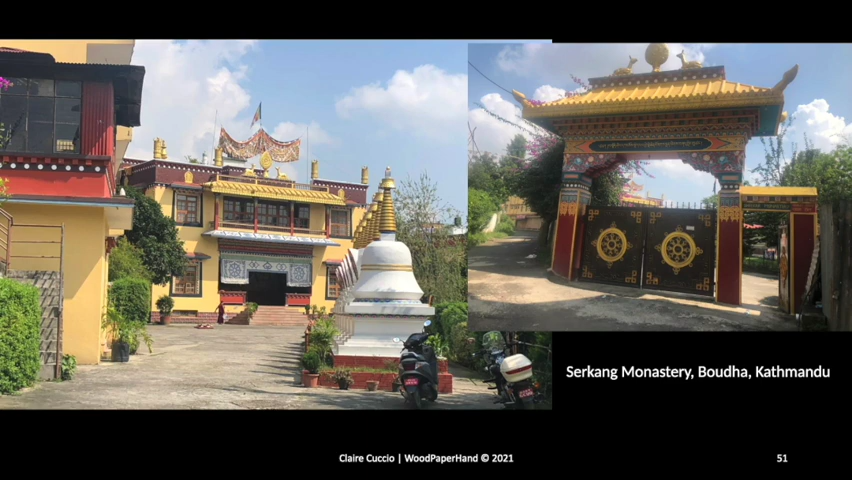 Serkang Monastery, Boudha, Kathmandu
Claire Cuccio | WoodPaperHand © 2021
51